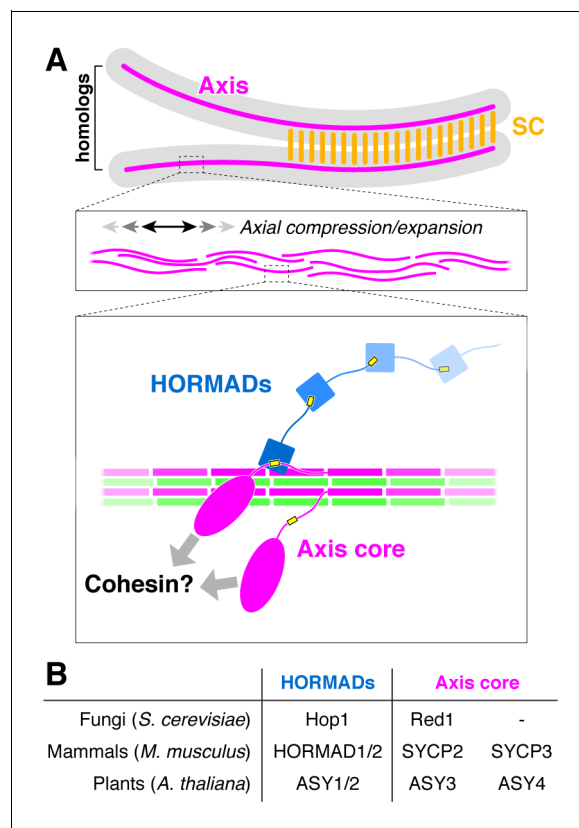 A
homologs
Axis
SC
Axial compression/expansion
HORMADs
Axis core
Cohesin?
B
HORMADs Axis core
Fungi (S. cerevisiae) Hop1 Red1 -
Mammals (M. musculus) HORMAD1/2 SYCP2 SYCP3
Plants (A. thaliana) ASY1/2 ASY3 ASY4